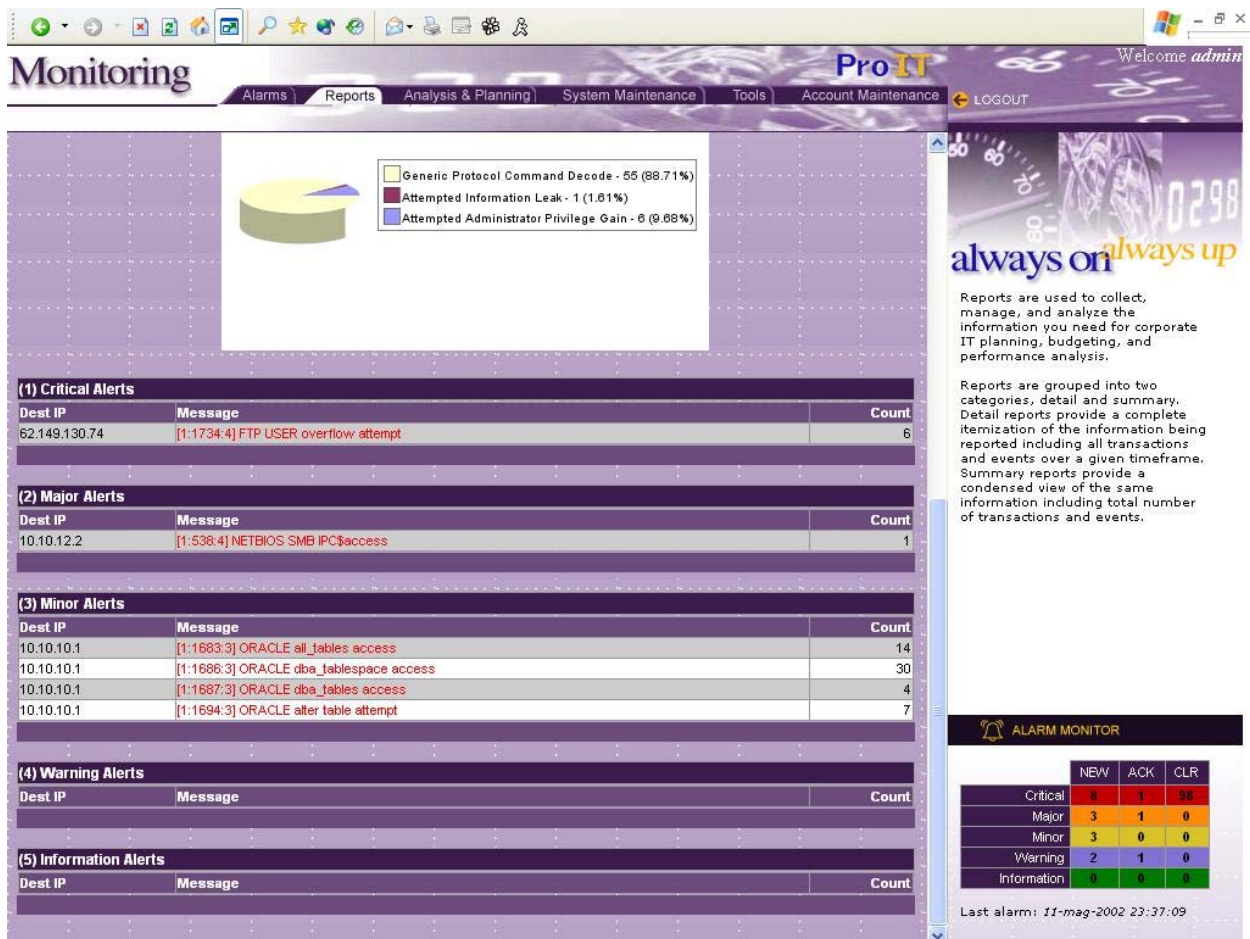 Monitoring
Pro IT
Welcome admin
Alarms Reports Analysis & Planning System Maintenance Tools Account Maintenance
LOGOUT
Generic Protocol Command Decode - 55 (88.71%)
Attempted Information Leak - 1 (1.61%)
Attempted Administrator Privilege Gain - 6 (9.68%)
50 60 70 80
0298
always on always up
Reports are used to collect,
manage, and analyze the
information you need for corporate
IT planning, budgeting, and
performance analysis.
Reports are grouped into two
categories, detail and summary.
Detail reports provide a complete
itemization of the information being
reported including all transactions
and events over a given timeframe.
Summary reports provide a
condensed view of the same
information including total number
of transactions and events.
(1) Critical Alerts
Dest IP Message Count
62.149.130.74 [1:1734:4] FTP USER overflow attempt 6
(2) Major Alerts
Dest IP Message Count
10.10.12.2 [1:538:4] NETBIOS SMB IPC$access 1
(3) Minor Alerts
Dest IP Message Count
10.10.10.1 [1:1683:3] ORACLE all_tables access 14
10.10.10.1 [1:1686:3] ORACLE dba_tablespace access 30
10.10.10.1 [1:1687:3] ORACLE dba_tables access 4
10.10.10.1 [1:1694:3] ORACLE alter table attempt 7
(4) Warning Alerts
Dest IP Message Count
(5) Information Alerts
Dest IP Message Count
ALARM MONITOR
NEW ACK CLR
Critical 1 98
Major 3 1 0
Minor 3 0 0
Warning 2 1 0
Information 0 0 0
Last alarm: 11-mag-2002 23:37:09